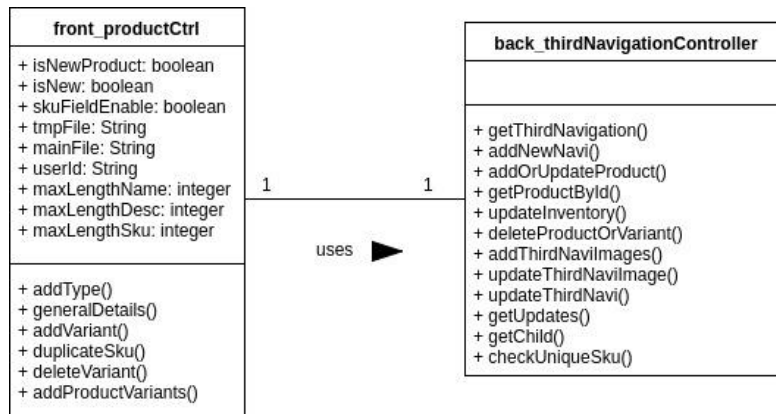 front_productCtrl
+ isNewProduct: boolean
+ isNew: boolean
+ skuFieldEnable: boolean
+ tmpFile: String
+ mainFile: String
+ userId: String
+ maxLengthName: integer
+ maxLengthDesc: integer
+ maxLengthSku: integer
+ addType()
+ generalDetails()
+ addVariant()
+ duplicateSku()
+ deleteVariant()
+ addProductVariants()
1
1
uses
back_thirdNavigationController
+ getThirdNavigation()
+ addNewNavi()
+ addOrUpdateProduct()
+ getProductById()
+ updateInventory()
+ deleteProductOrVariant()
+ addThirdNaviImages()
+ updateThirdNaviImage()
+ updateThirdNavi()
+ getUpdates()
+ getChild()
+ checkUniqueSku()